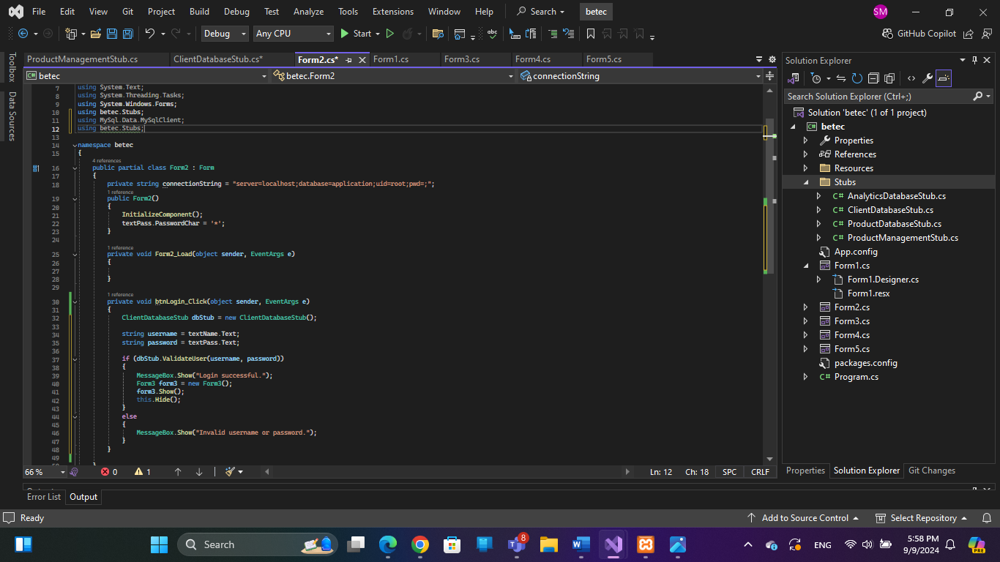 File Edit View Git Project Build Debug Test Analyze Tools Extensions Window Help Search betec SM
Debug Any CPU Start GitHub Copilot
Toolbox
Data Sources
ProductManagementStub.cs ClientDatabaseStub.cs* Form2.cs* Form1.cs Form3.cs Form4.cs Form5.cs
betec betec.Form2 connectionString
7 using System.Text;
8 using System.Threading.Tasks;
9 using System.Windows.Forms;
10 using betec.Stubs;
11 using MySql.Data.MySqlClient;
12 using betec.Stubs;
13
14 namespace betec
15 {
4 references
16 public partial class Form2 : Form
17 {
18 private string connectionString = "server=localhost;database=application;uid=root;pwd=;";
1 reference
19 public Form2()
20 {
21 InitializeComponent();
22 textPass.PasswordChar = '*';
23 }
24
1 reference
25 private void Form2_Load(object sender, EventArgs e)
26 {
27
28 }
29
1 reference
30 private void btnLogin_Click(object sender, EventArgs e)
31 {
32 ClientDatabaseStub dbStub = new ClientDatabaseStub();
33
34 string username = textName.Text;
35 string password = textPass.Text;
36
37 if (dbStub.ValidateUser(username, password))
38 {
39 MessageBox.Show("Login successful.");
40 Form3 form3 = new Form3();
41 form3.Show();
42 this.Hide();
43 }
44 else
45 {
46 MessageBox.Show("Invalid username or password.");
47 }
48 }
49
66 % 0 1 Ln: 12 Ch: 18 SPC CRLF
Error List Output
Solution Explorer
Search Solution Explorer (Ctrl+;)
Solution 'betec' (1 of 1 project)
C# betec
Properties
References
Resources
Stubs
C# AnalyticsDatabaseStub.cs
C# ClientDatabaseStub.cs
C# ProductDatabaseStub.cs
C# ProductManagementStub.cs
App.config
Form1.cs
Form1.Designer.cs
Form1.resx
Form2.cs
Form3.cs
Form4.cs
Form5.cs
packages.config
C# Program.cs
Properties Solution Explorer Git Changes
Ready Add to Source Control Select Repository
Search 8 ENG 5:58 PM
9/9/2024
PRE